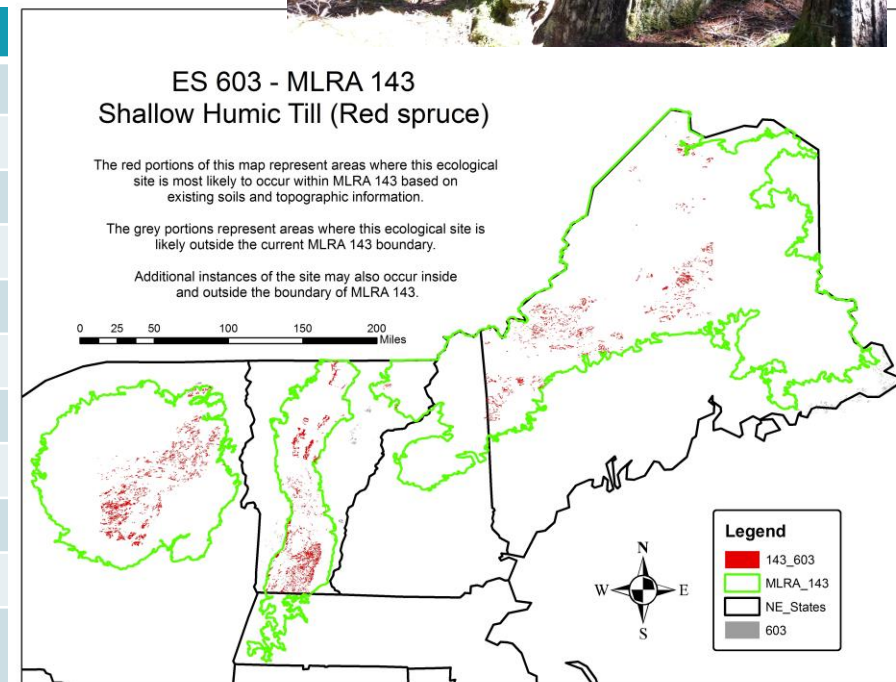 ES 603 - MLRA 143
Shallow Humic Till (Red spruce)
The red portions of this map represent areas where this ecological
site is most likely to occur within MLRA 143 based on
existing soils and topographic information.
The grey portions represent areas where this ecological site is
likely outside the current MLRA 143 boundary.
Additional instances of the site may also occur inside
and outside the boundary of MLRA 143.
0 25 50 100 150 200
Miles
N
W E
S
Legend
143_603
MLRA_143
NE_States
603